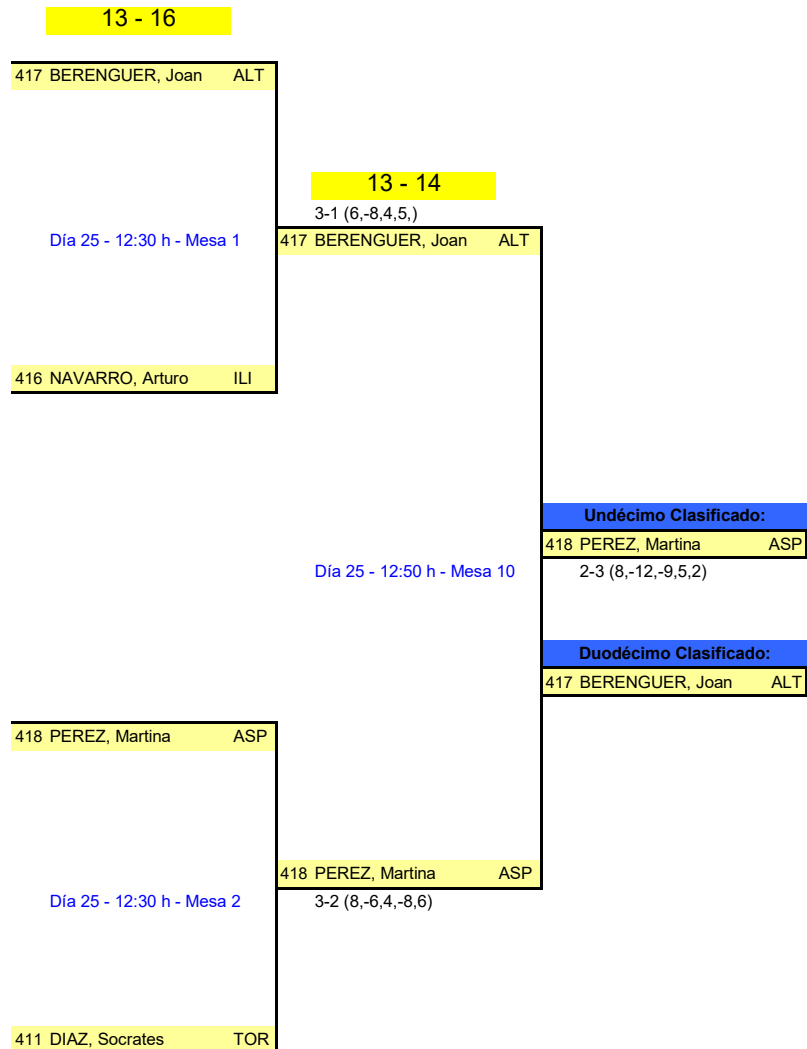 13 - 16
417 BERENGUER, Joan ALT
13 - 14
3-1 (6,-8,4,5,)
Día 25 - 12:30 h - Mesa 1
417 BERENGUER, Joan ALT
416 NAVARRO, Arturo ILI
Undécimo Clasificado:
418 PEREZ, Martina ASP
Día 25 - 12:50 h - Mesa 10
2-3 (8,-12,-9,5,2)
Duodécimo Clasificado:
417 BERENGUER, Joan ALT
418 PEREZ, Martina ASP
418 PEREZ, Martina ASP
Día 25 - 12:30 h - Mesa 2
3-2 (8,-6,4,-8,6)
411 DIAZ, Socrates TOR